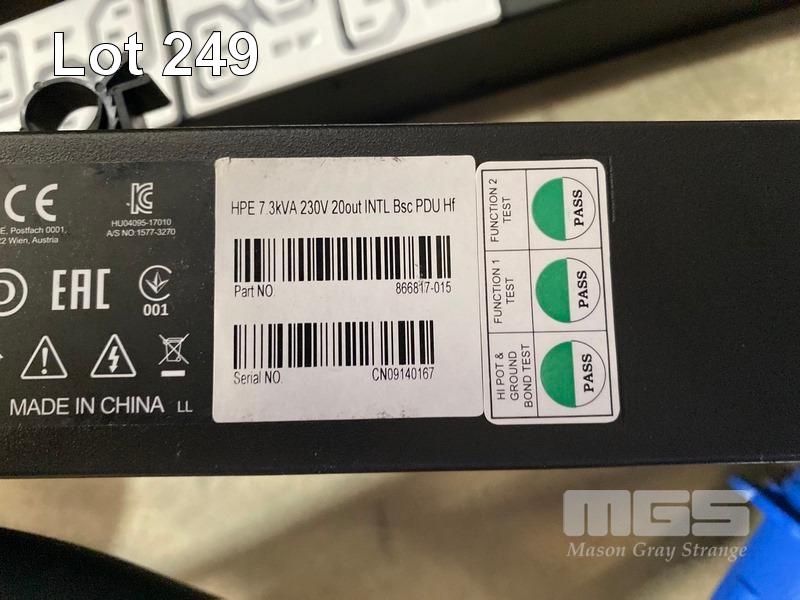 Lot 249
CE
HU04095-17010
A/S NO:1577-3270
E, Postfach 0001,
22 Wien, Austria
EAC
001
MADE IN CHINA LL
HPE 7.3kVA 230V 20out INTL Bsc PDU Hf
Part NO. 866817-015
Serial NO. CN09140167
FUNCTION 2
TEST
PASS
FUNCTION 1
TEST
PASS
HI POT &
GROUND
BOND TEST
PASS
MGS
Mason Gray Strange